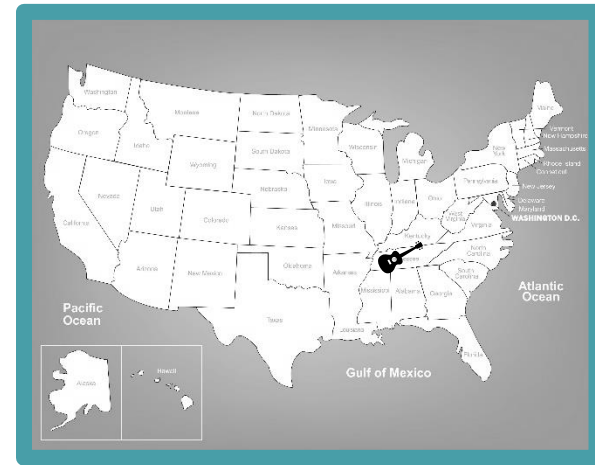 Washington
Montana
North Dakota
Minnesota
Oregon
Idaho
Wyoming
South Dakota
Wisconsin
Michigan
New
York
Maine
Vermont
New Hampshire
Massachusetts
Rhode Island
Connecticut
New Jersey
Delaware
Maryland
WASHINGTON D.C.
Nevada
Utah
Colorado
Nebraska
Iowa
Illinois
Indiana
Ohio
Pennsylvania
West
Virginia
Virginia
California
Kansas
Missouri
Kentucky
North
Carolina
Arizona
New Mexico
Oklahoma
Arkansas
South
Carolina
Texas
Louisiana
Mississippi
Alabama
Georgia
Florida
Pacific
Ocean
Atlantic
Ocean
Gulf of Mexico
Alaska
Hawaii